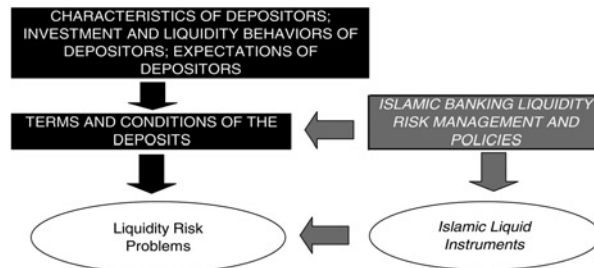 CHARACTERISTICS OF DEPOSITORS;
INVESTMENT AND LIQUIDITY BEHAVIORS OF
DEPOSITORS; EXPECTATIONS OF
DEPOSITORS
TERMS AND CONDITIONS OF THE
DEPOSITS
ISLAMIC BANKING LIQUIDITY
RISK MANAGEMENT AND
POLICIES
Liquidity Risk
Problems
Islamic Liquid
Instruments